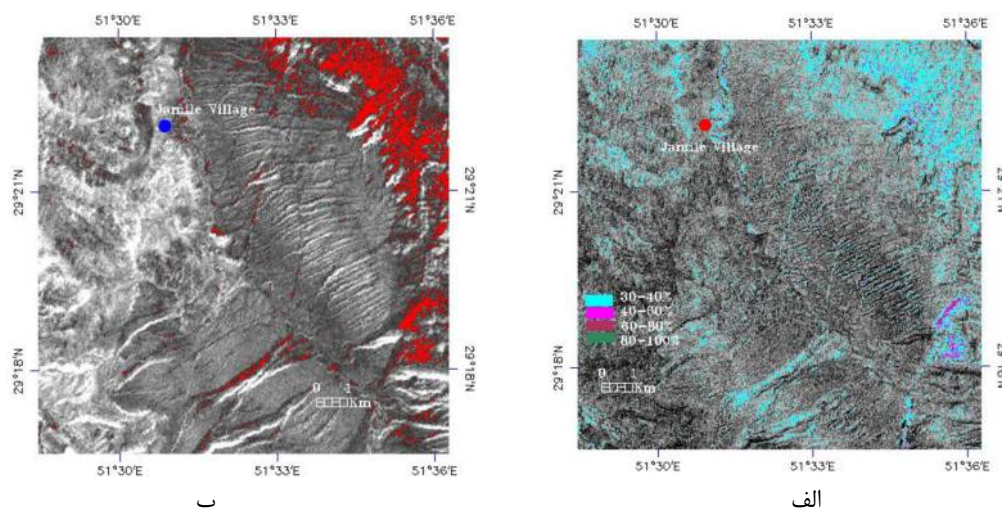 51°30'E 51°33'E 51°36'E
Jamile Village
29°21'N 29°21'N
29°18'N 29°18'N
0 1
Km
51°30'E 51°33'E 51°36'E
ب
51°30'E 51°33'E 51°36'E
Jamile Village
29°21'N
30-40%
40-60%
60-80%
80-100%
29°18'N
0 1
Km
51°30'E 51°33'E 51°36'E
الف